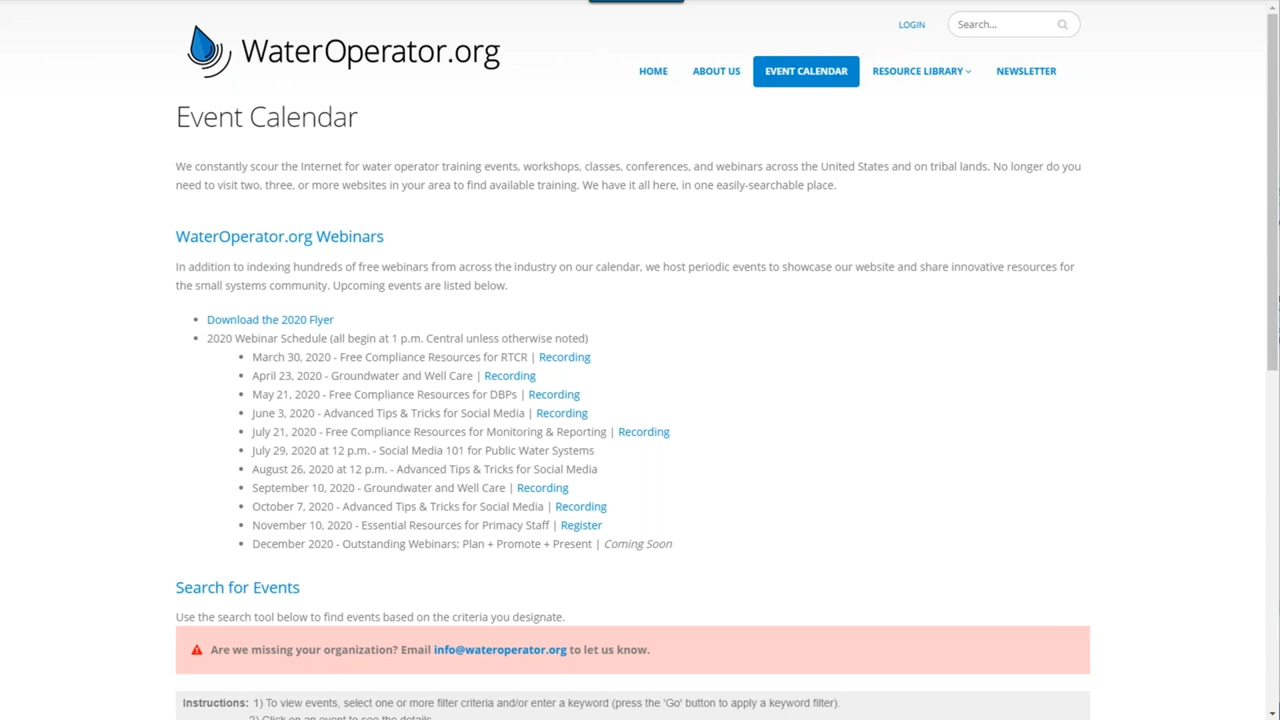 LOGIN
Search...
WaterOperator.org
HOME
ABOUT US
EVENT CALENDAR
RESOURCE LIBRARY
NEWSLETTER
Event Calendar
We constantly scour the Internet for water operator training events, workshops, classes, conferences, and webinars across the United States and on tribal lands. No longer do you
need to visit two, three, or more websites in your area to find available training. We have it all here, in one easily-searchable place.
WaterOperator.org Webinars
In addition to indexing hundreds of free webinars from across the industry on our calendar, we host periodic events to showcase our website and share innovative resources for
the small systems community. Upcoming events are listed below.
Download the 2020 Flyer
2020 Webinar Schedule (all begin at 1 p.m. Central unless otherwise noted)
March 30, 2020 - Free Compliance Resources for RTCR | Recording
April 23, 2020 - Groundwater and Well Care | Recording
May 21, 2020 - Free Compliance Resources for DBPs | Recording
June 3, 2020 - Advanced Tips & Tricks for Social Media | Recording
July 21, 2020 - Free Compliance Resources for Monitoring & Reporting | Recording
July 29, 2020 at 12 p.m. - Social Media 101 for Public Water Systems
August 26, 2020 at 12 p.m. - Advanced Tips & Tricks for Social Media
September 10, 2020 - Groundwater and Well Care | Recording
October 7, 2020 - Advanced Tips & Tricks for Social Media | Recording
November 10, 2020 - Essential Resources for Primacy Staff | Register
December 2020 - Outstanding Webinars: Plan + Promote + Present | Coming Soon
Search for Events
Use the search tool below to find events based on the criteria you designate.
Are we missing your organization? Email info@wateroperator.org to let us know.
Instructions: 1) To view events, select one or more filter criteria and/or enter a keyword (press the 'Go' button to apply a keyword filter).
2) Click on an event to see the details.